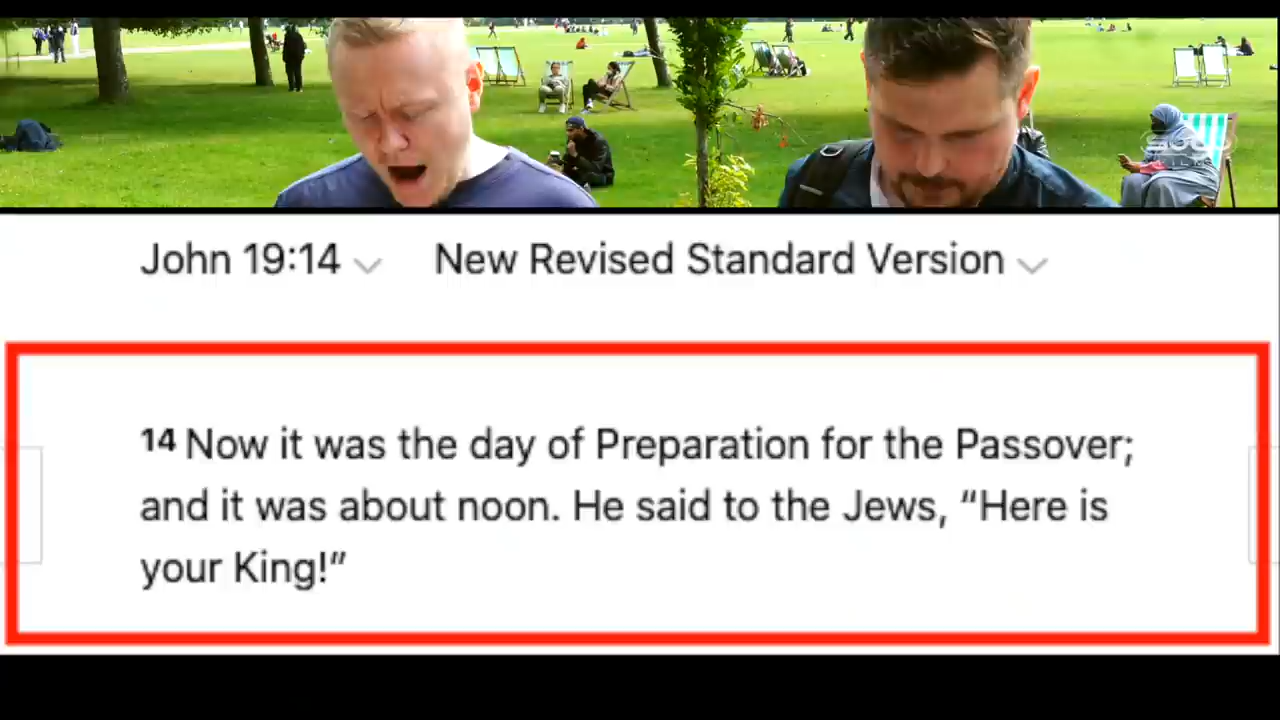 John 19:14 New Revised Standard Version
14 Now it was the day of Preparation for the Passover;
and it was about noon. He said to the Jews, “Here is
your King!”